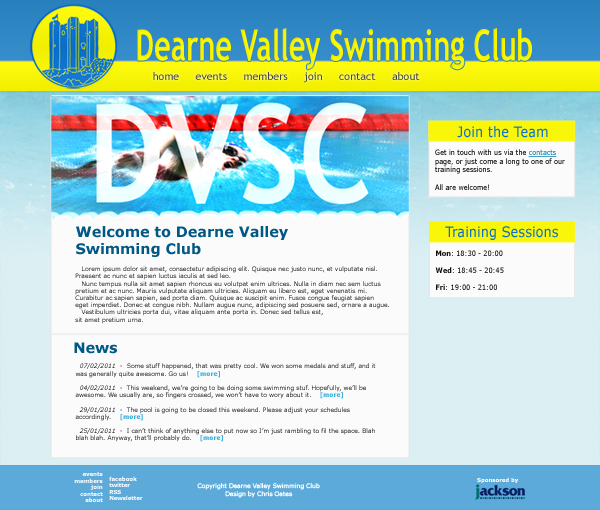 Dearne Valley Swimming Club
home events members join contact about
DVSC
Welcome to Dearne Valley
Swimming Club
Lorem ipsum dolor sit amet, consectetur adipiscing elit. Quisque nec justo nunc, et vulputate nisl.
Praesent ac nunc et sapien luctus iaculis at sed leo.
Nunc tempus nulla sit amet sapien rhoncus eu volutpat enim ultrices. Nulla in diam nec sem luctus
pretium et ac nunc. Mauris vulputate aliquam ultricies. Aliquam eu libero est, eget venenatis mi.
Curabitur ac sapien sapien, sed porta diam. Quisque ac suscipit enim. Fusce congue feugiat sapien
eget imperdiet. Donec et congue nibh. Nullam augue nunc, adipiscing sed posuere sed, ornare a augue.
Vestibulum ultricies porta dui, vitae aliquam ante porta in. Donec sed tellus est,
sit amet pretium urna.
News
07/02/2011 - Some stuff happened, that was pretty cool. We won some medals and stuff, and it
was generally quite awesome. Go us! [more]
04/02/2011 - This weekend, we're going to be doing some swimming stuf. Hopefully, we'll be
awesome. We usually are, so fingers crossed, we won't have to wory about it. [more]
29/01/2011 - The pool is going to be closed this weekend. Please adjust your schedules
accordingly. [more]
25/01/2011 - I can't think of anything else to put now so I'm just rambling to fil the space. Blah
blah blah. Anyway, that'll probably do. [more]
Join the Team
Get in touch with us via the contacts
page, or just come a long to one of our
training sessions.
All are welcome!
Training Sessions
Mon: 18:30 - 20:00
Wed: 18:45 - 20:45
Fri: 19:00 - 21:00
events
members
join
contact
about
facebook
twitter
RSS
Newsletter
Copyright Dearne Valley Swimming Club
Design by Chris Oates
Sponsored by
jackson